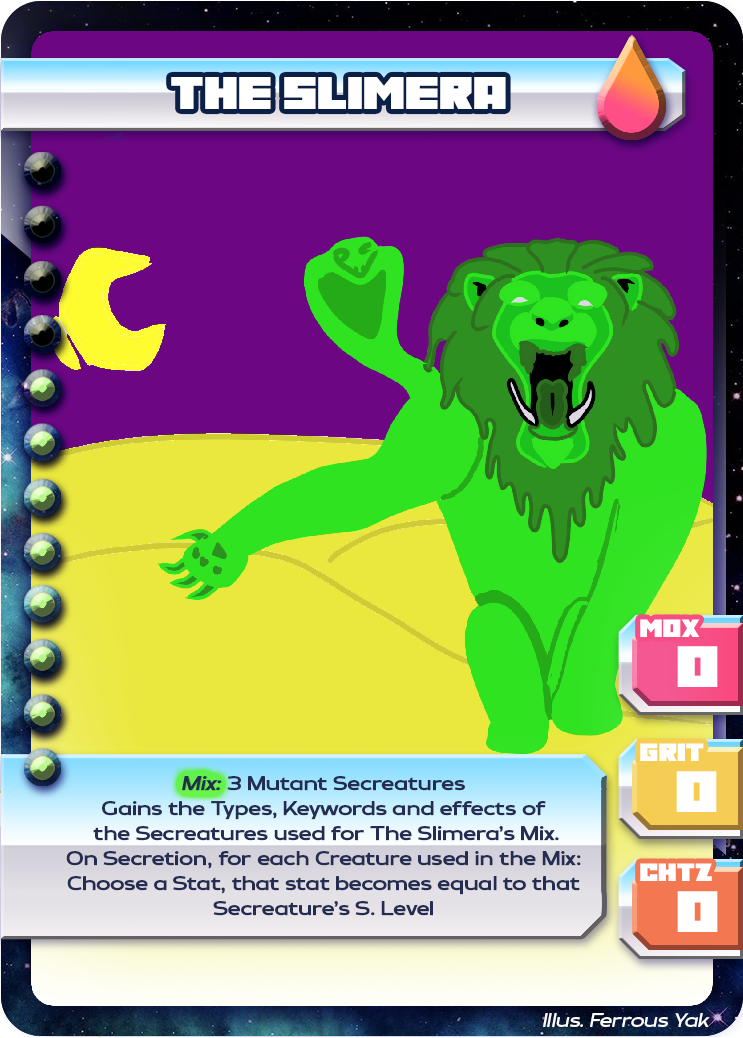 THE SLIMERA
MOX
0
GRIT
0
CHTZ
0
Mix: 3 Mutant Secreatures
Gains the Types, Keywords and effects of
the Secreatures used for The Slimera's Mix.
On Secretion, for each Creature used in the Mix:
Choose a Stat, that stat becomes equal to that
Secreature's S. Level
Illus. Ferrous Yak